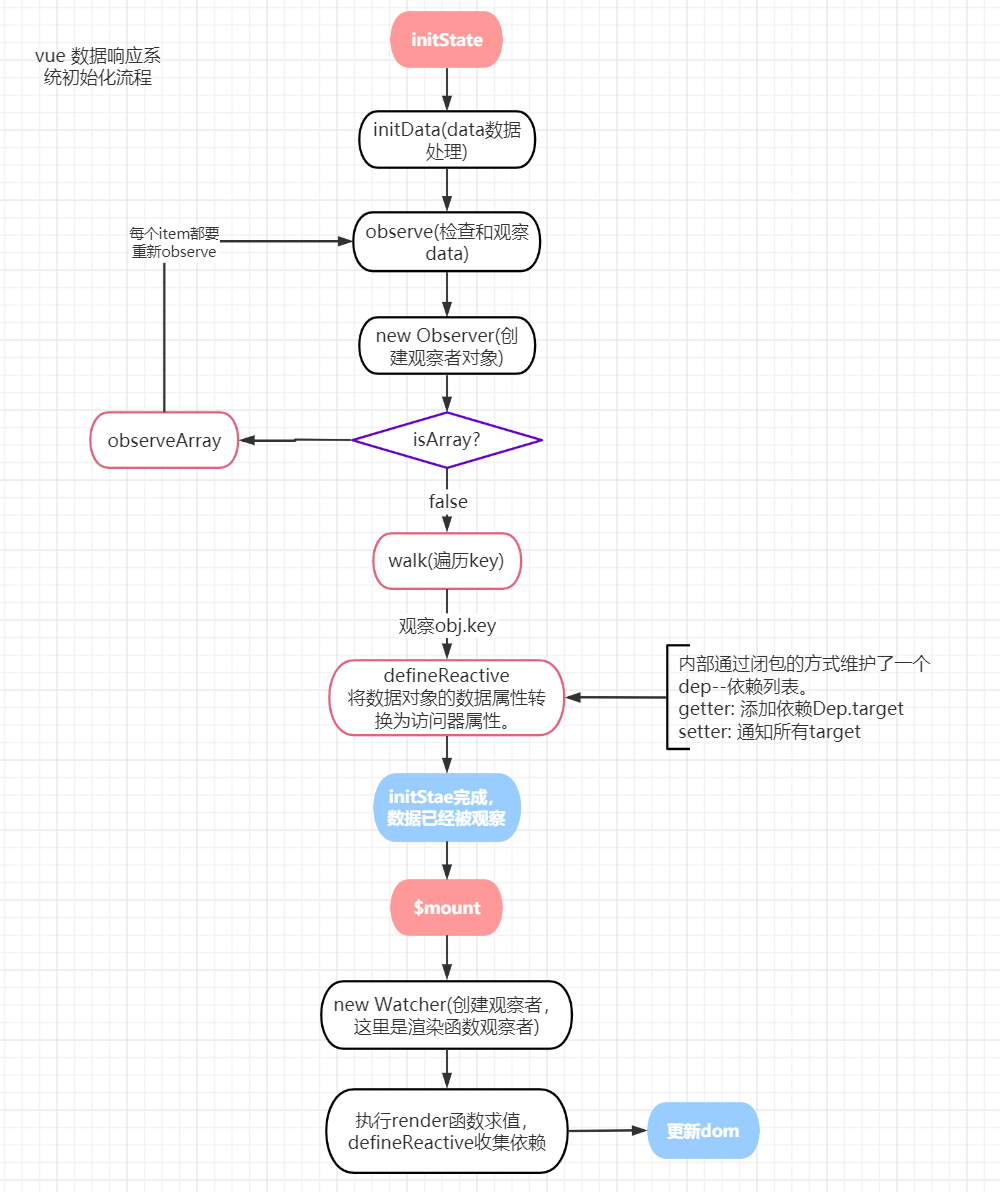 vue 数据响应系
统初始化流程
initState
initData(data数据
处理)
每个item都要
重新observe
observe(检查和观察
data)
new Observer(创
建观察者对象)
observeArray
isArray?
false
walk(遍历key)
观察obj.key
defineReactive
将数据对象的数据属性转
换为访问器属性。
内部通过闭包的方式维护了一个
dep--依赖列表。
getter: 添加依赖Dep.target
setter: 通知所有target
initStae完成，
数据已经被观察
$mount
new Watcher(创建观察者，
这里是渲染函数观察者)
执行render函数求值，
defineReactive收集依赖
更新dom